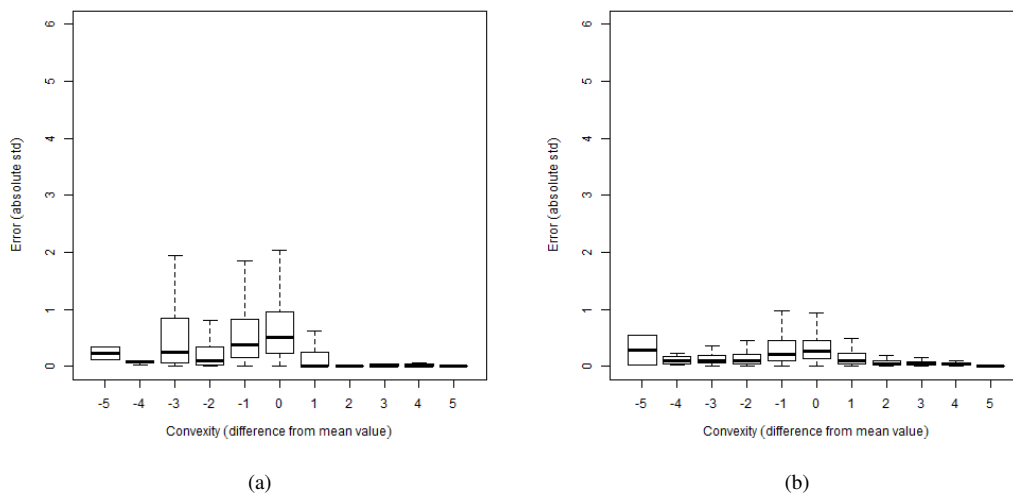 6
5
4
3
2
1
0
Error (absolute std)
-5 -4 -3 -2 -1 0 1 2 3 4 5
Convexity (difference from mean value)
(a)
6
5
4
3
2
1
0
Error (absolute std)
-5 -4 -3 -2 -1 0 1 2 3 4 5
Convexity (difference from mean value)
(b)